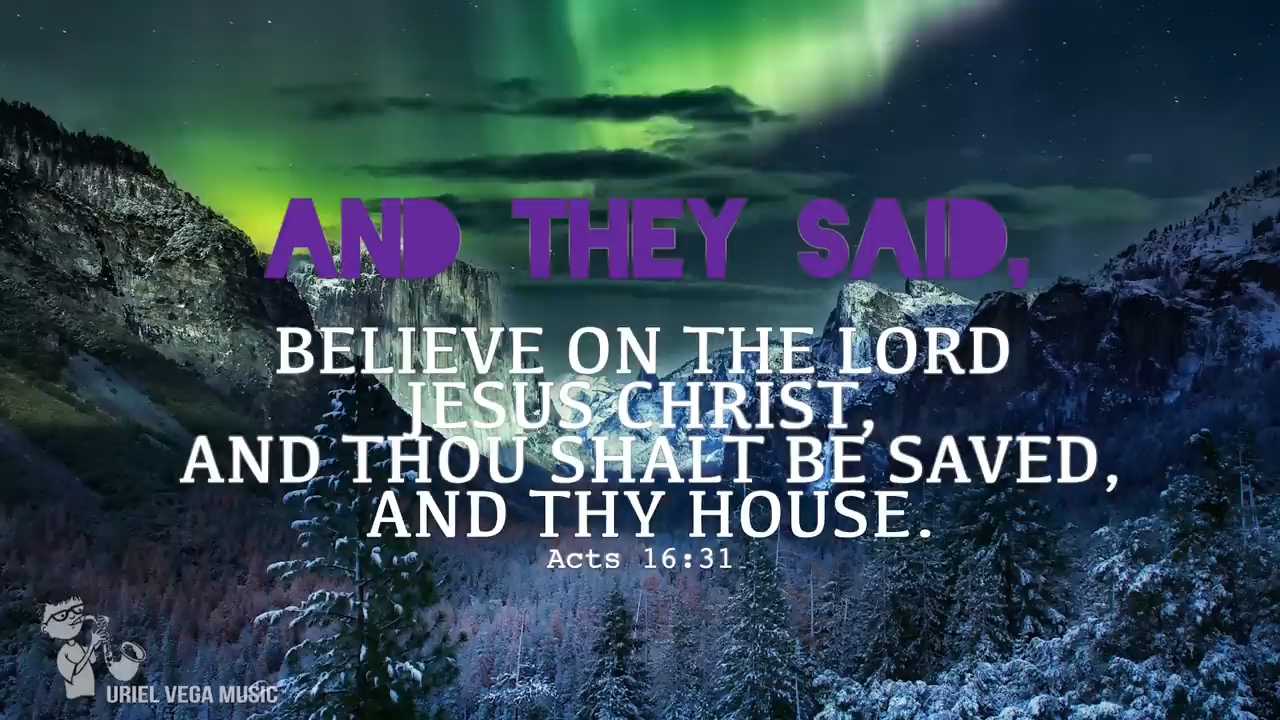 AND THEY SAID,
BELIEVE ON THE LORD
JESUS CHRIST,
AND THOU SHALT BE SAVED,
AND THY HOUSE.
Acts 16:31
URIEL VEGA MUSIC